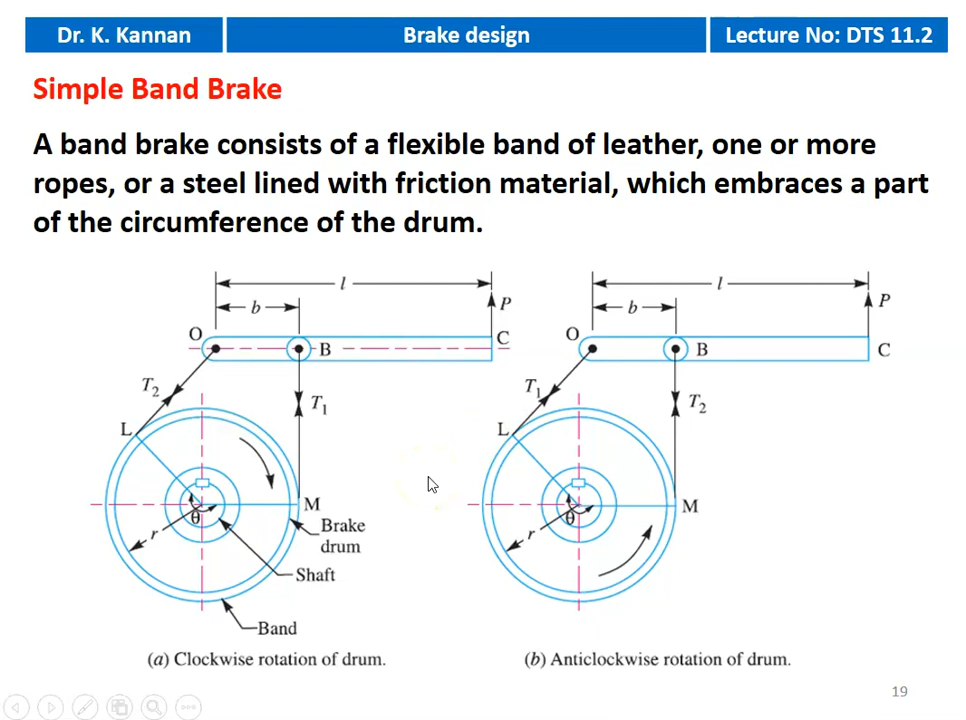 Dr. K. Kannan
Brake design
Lecture No: DTS 11.2
Simple Band Brake
A band brake consists of a flexible band of leather, one or more
ropes, or a steel lined with friction material, which embraces a part
of the circumference of the drum.
l
b
P
O
B
C
T2
T1
L
M
θ
r
Brake
drum
Shaft
Band
(a) Clockwise rotation of drum.
l
b
P
O
B
C
T1
T2
L
M
θ
r
(b) Anticlockwise rotation of drum.
19